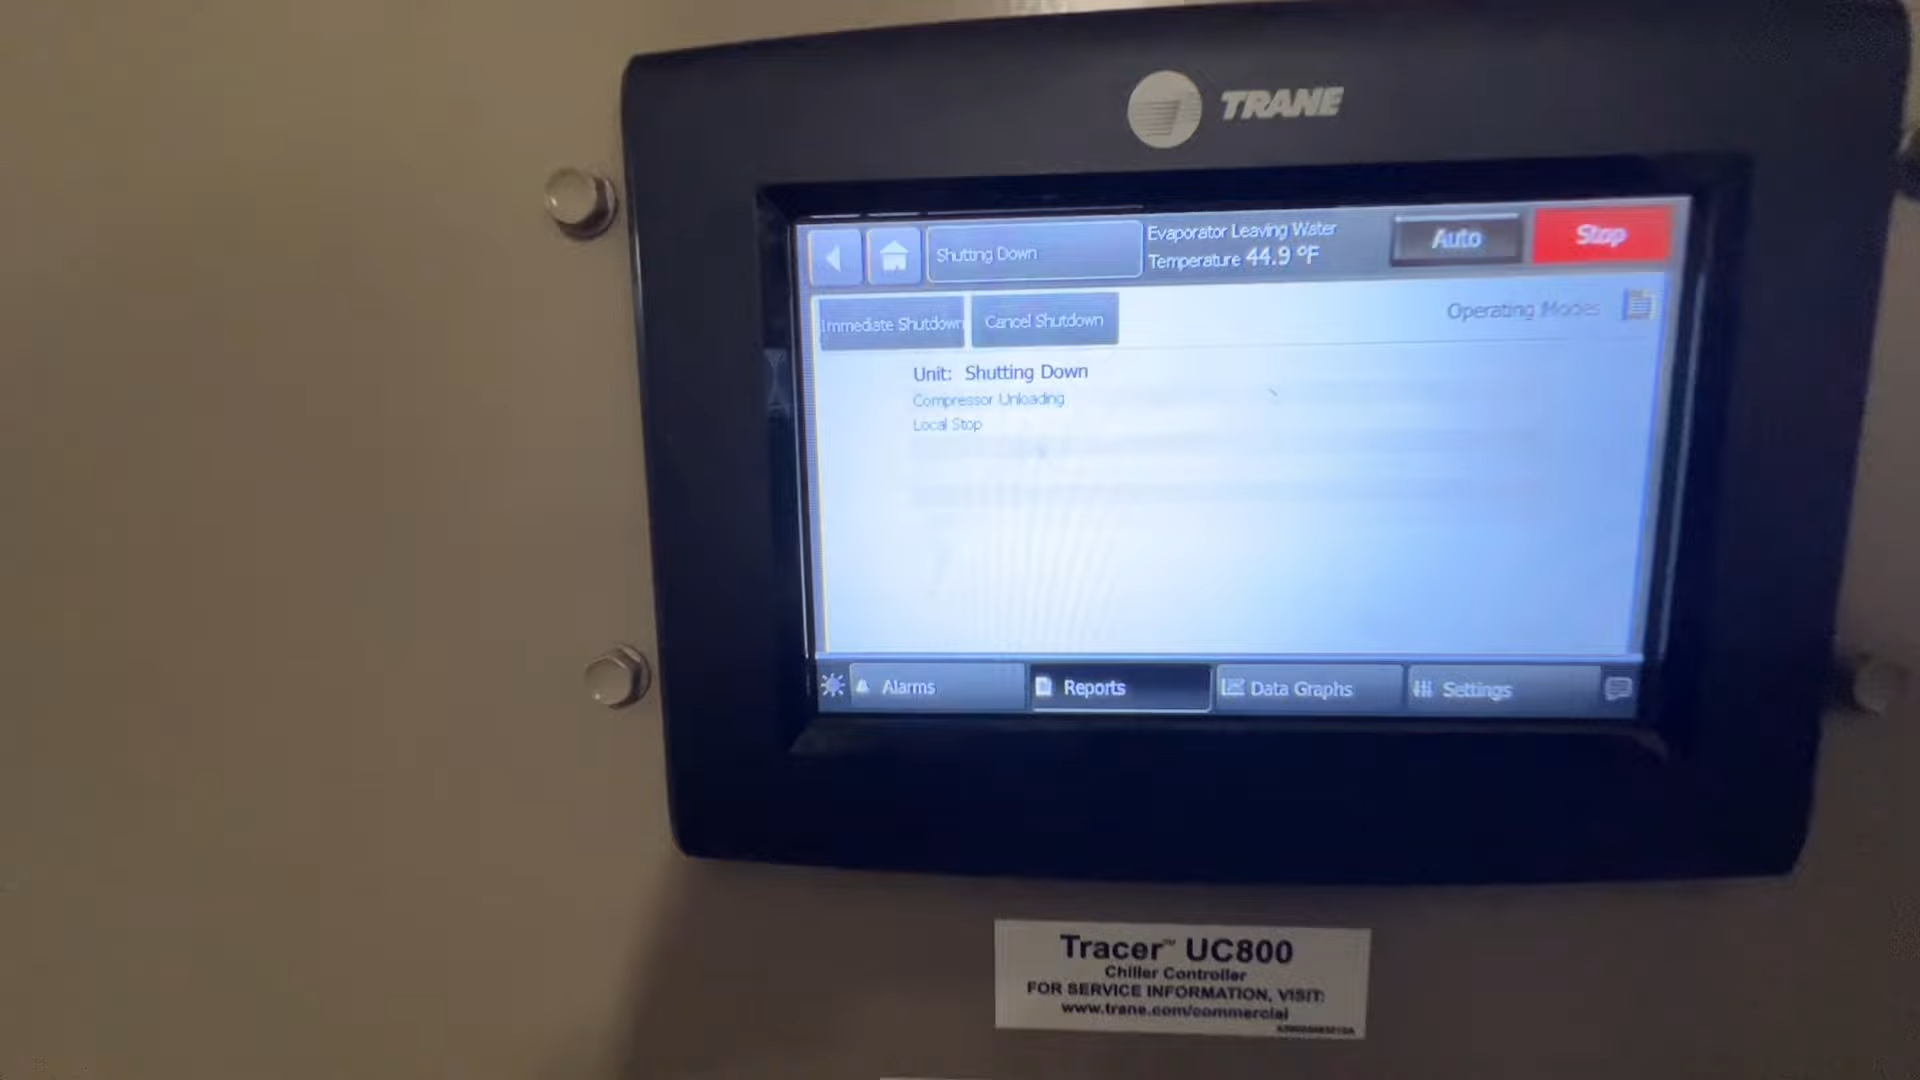 TRANE
Shutting Down
Evaporator Leaving Water
Temperature 44.9 °F
Auto
Stop
Immediate Shutdown
Cancel Shutdown
Operating Modes
Unit: Shutting Down
Compressor Unloading
Local Stop
Alarms
Reports
Data Graphs
Settings
Tracer™ UC800
Chiller Controller
FOR SERVICE INFORMATION, VISIT:
www.trane.com/commercial